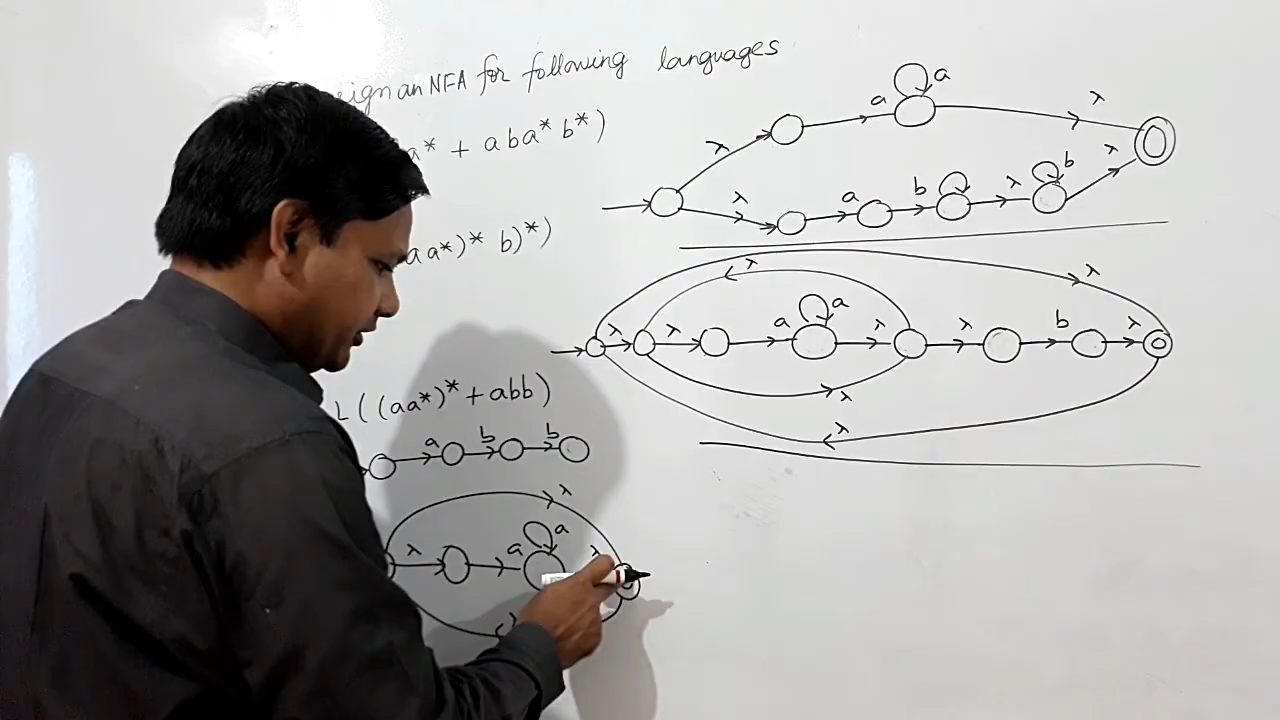 ign an NFA for following languages
a* + aba* b*)
aa*)* b)*)
L((aa*)* + abb)
a b b
λ
λ a a λ
a a λ
λ
λ a b λ b λ
λ λ
λ λ a a λ λ b λ
λ
λ